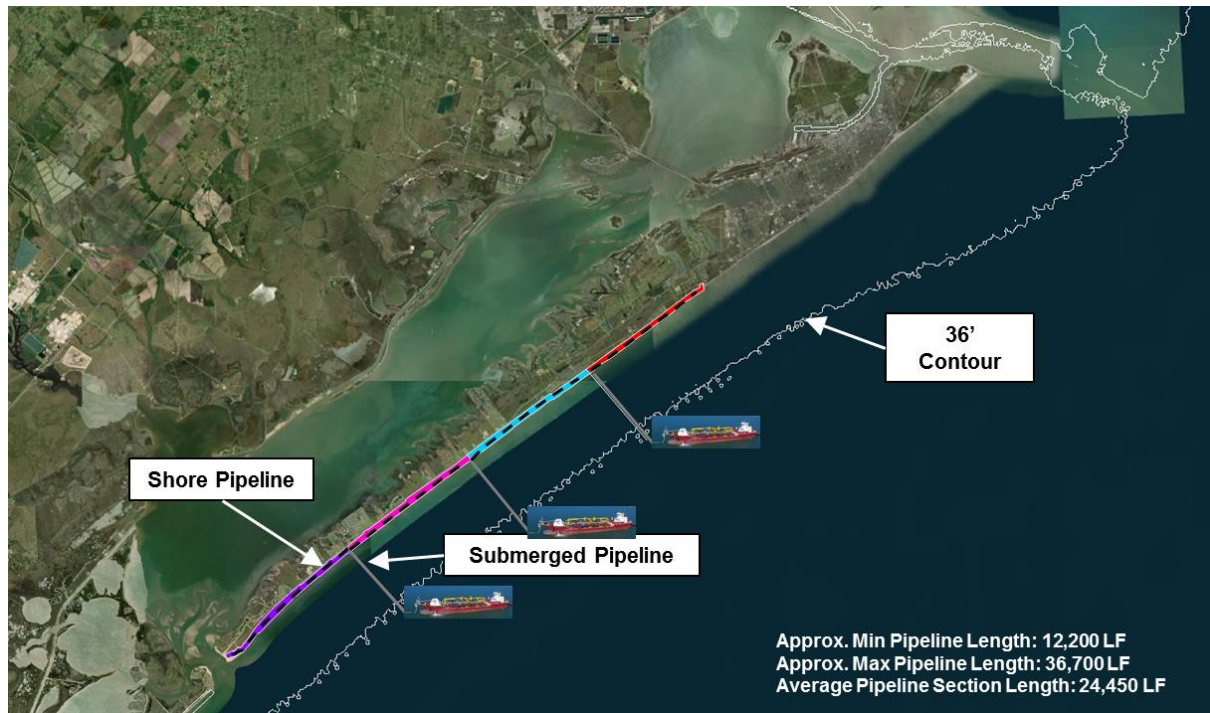 36'
Contour
Shore Pipeline
Submerged Pipeline
Approx. Min Pipeline Length: 12,200 LF
Approx. Max Pipeline Length: 36,700 LF
Average Pipeline Section Length: 24,450 LF